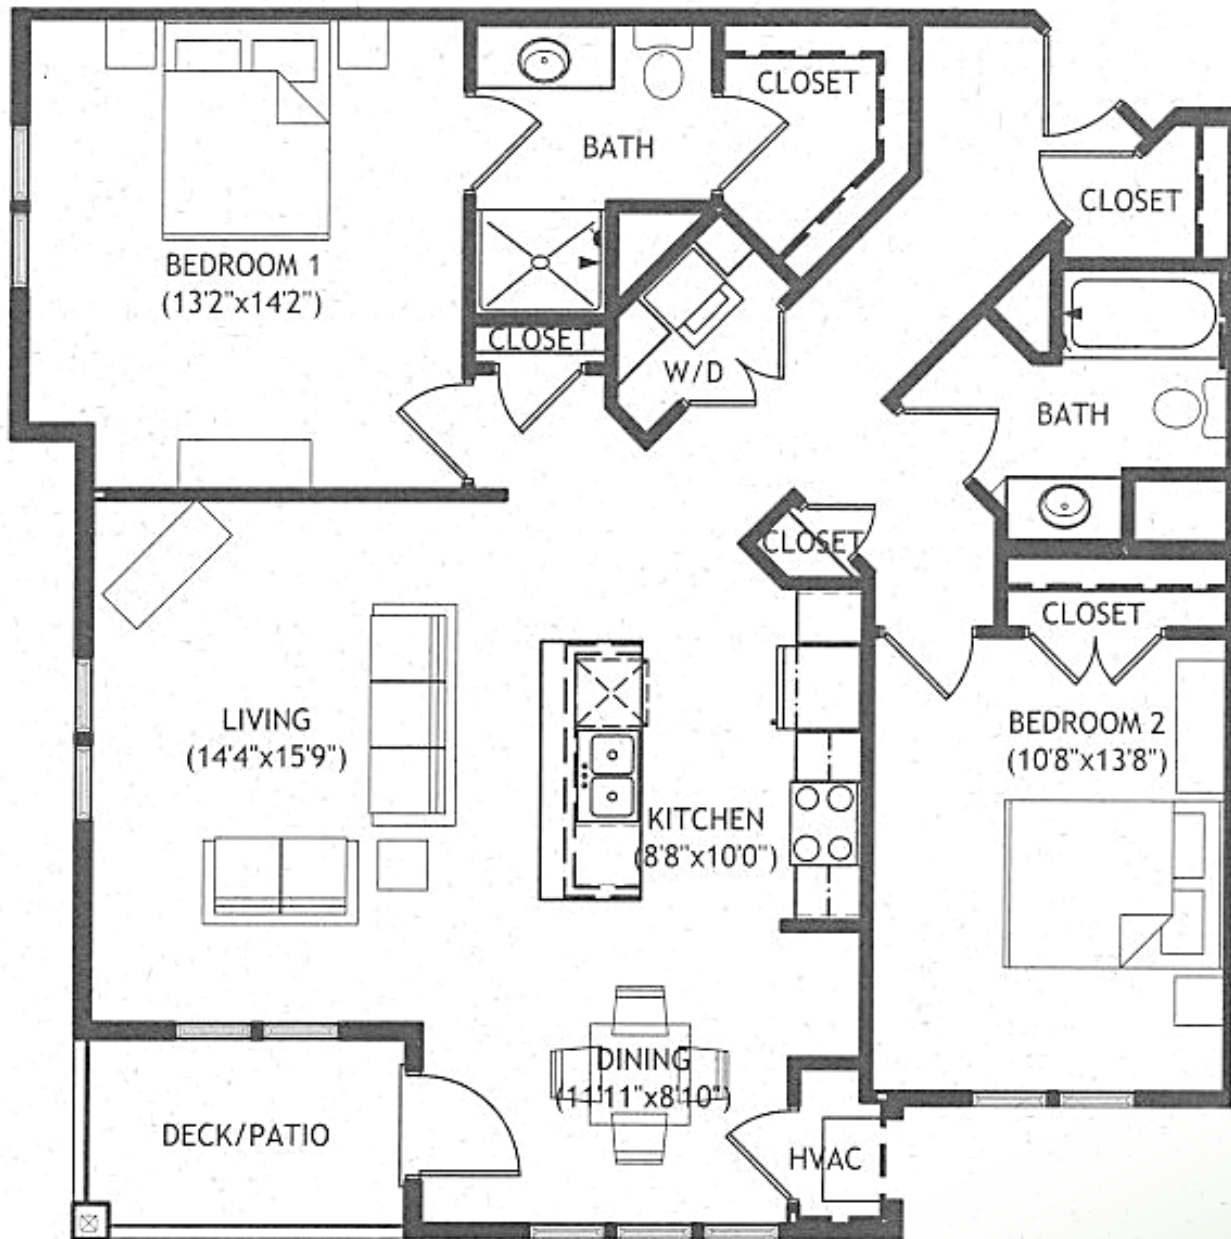 CLOSET
BATH
CLOSET
BEDROOM 1
(13'2"x14'2")
CLOSET
W/D
BATH
CLOSET
CLOSET
LIVING
(14'4"x15'9")
BEDROOM 2
(10'8"x13'8")
KITCHEN
(8'8"x10'0")
DINING
(11'11"x8'10")
DECK/PATIO
HVAC